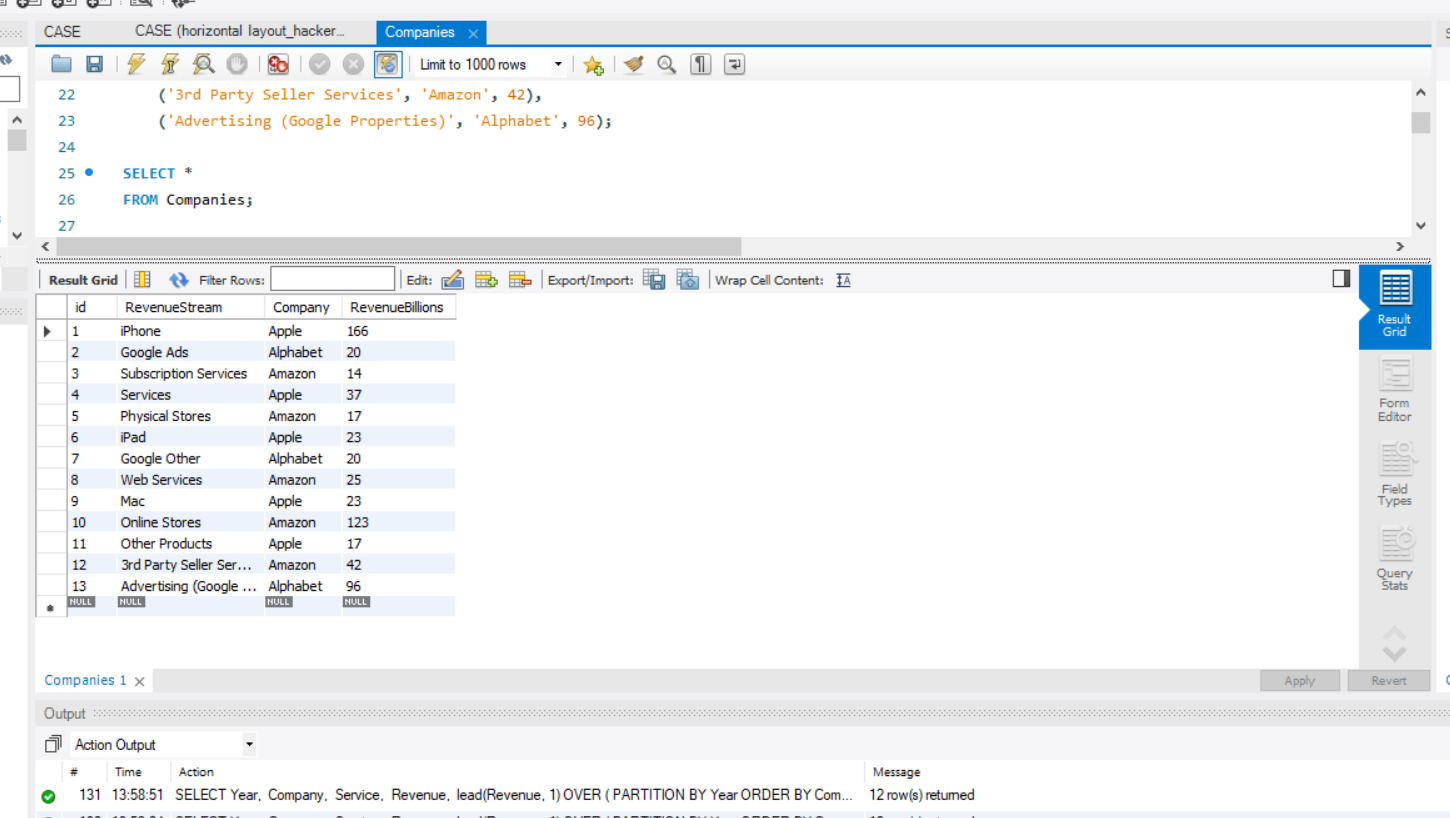 CASE CASE (horizontal layout_hacker... Companies
Limit to 1000 rows
22 ('3rd Party Seller Services', 'Amazon', 42),
23 ('Advertising (Google Properties)', 'Alphabet', 96);
24
25 SELECT *
26 FROM Companies;
27
Result Grid Filter Rows: Edit: Export/Import: Wrap Cell Content:
id RevenueStream Company RevenueBillions
1 iPhone Apple 166
2 Google Ads Alphabet 20
3 Subscription Services Amazon 14
4 Services Apple 37
5 Physical Stores Amazon 17
6 iPad Apple 23
7 Google Other Alphabet 20
8 Web Services Amazon 25
9 Mac Apple 23
10 Online Stores Amazon 123
11 Other Products Apple 17
12 3rd Party Seller Ser... Amazon 42
13 Advertising (Google ... Alphabet 96
NULL NULL NULL NULL
Result
Grid
Form
Editor
Field
Types
Query
Stats
Companies 1 Apply Revert
Output
Action Output
# Time Action Message
131 13:58:51 SELECT Year, Company, Service, Revenue, lead(Revenue, 1) OVER ( PARTITION BY Year ORDER BY Com... 12 row(s) returned